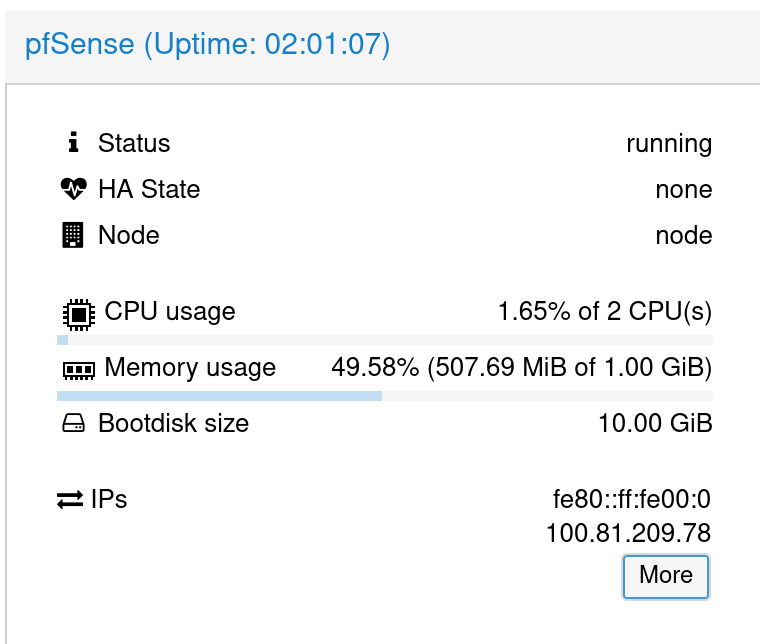 pfSense (Uptime: 02:01:07)
Status running
HA State none
Node node
CPU usage 1.65% of 2 CPU(s)
Memory usage 49.58% (507.69 MiB of 1.00 GiB)
Bootdisk size 10.00 GiB
IPs fe80::ff:fe00:0
100.81.209.78
More